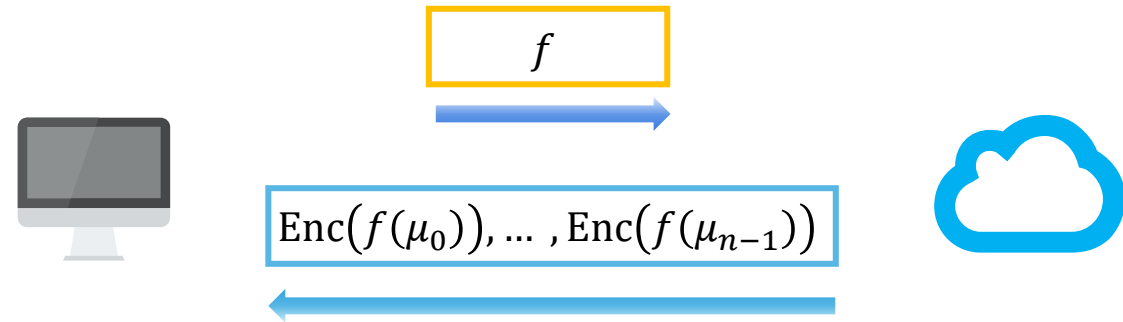 f
Enc(f(μ₀)), … , Enc(f(μₙ₋₁))